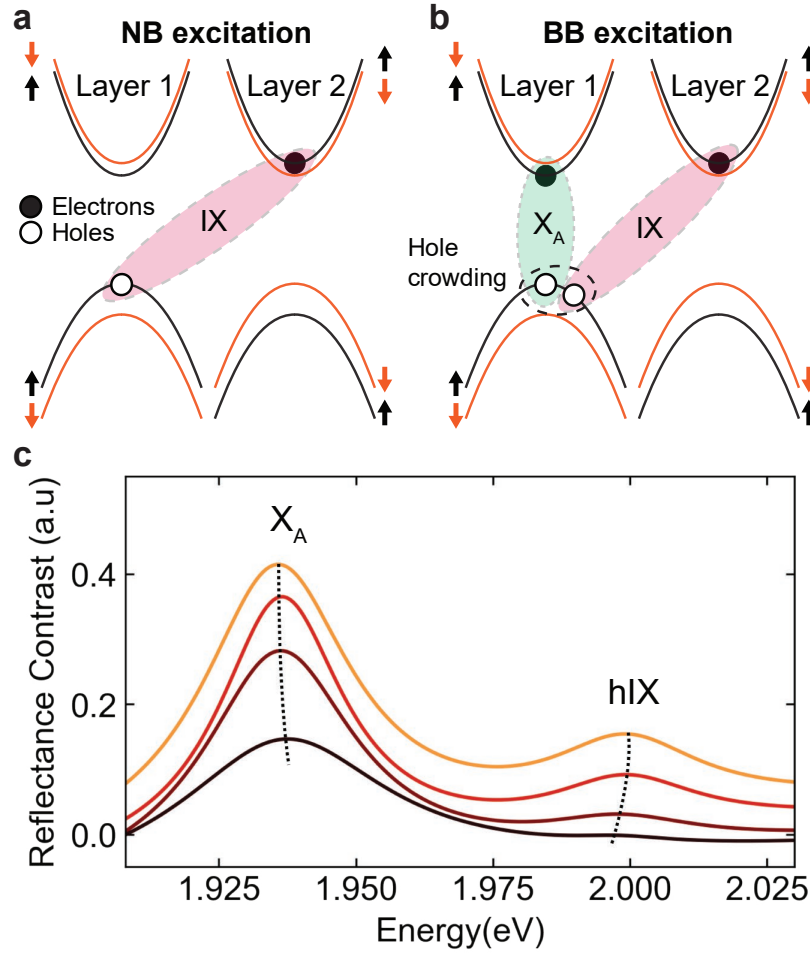 a
NB excitation
Layer 1
Layer 2
Electrons
Holes
IX
b
BB excitation
Layer 1
Layer 2
XA
IX
Hole
crowding
c
Reflectance Contrast (a.u)
0.4
0.2
0.0
XA
hIX
1.925
1.950
1.975
2.000
2.025
Energy(eV)